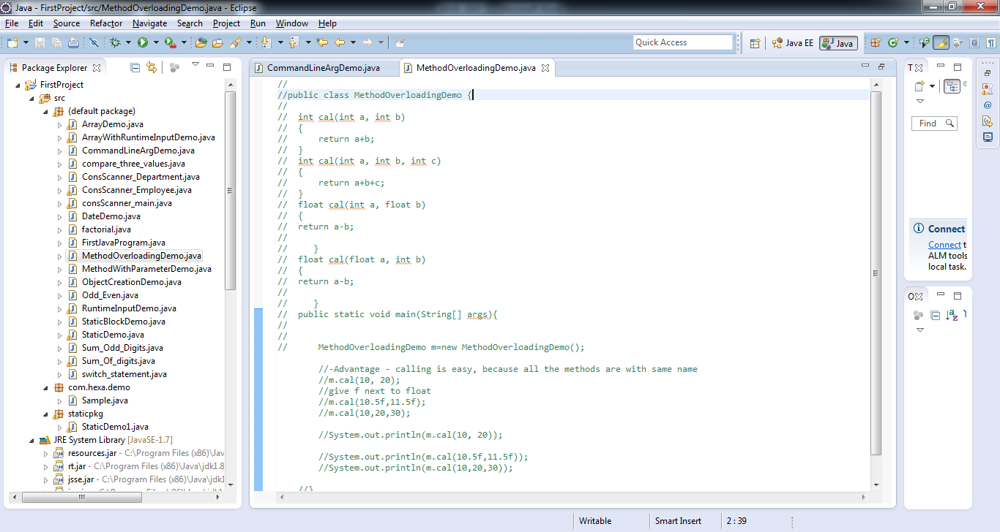 Java - FirstProject/src/MethodOverloadingDemo.java - Eclipse
File Edit Source Refactor Navigate Search Project Run Window Help
Quick Access
Java EE
Java
Package Explorer
FirstProject
src
(default package)
ArrayDemo.java
ArrayWithRuntimeInputDemo.java
CommandLineArgDemo.java
compare_three_values.java
ConsScanner_Department.java
ConsScanner_Employee.java
consScanner_main.java
DateDemo.java
factorial.java
FirstJavaProgram.java
MethodOverloadingDemo.java
MethodWithParameterDemo.java
ObjectCreationDemo.java
Odd_Even.java
RuntimeInputDemo.java
StaticBlockDemo.java
StaticDemo.java
Sum_Odd_Digits.java
Sum_Of_digits.java
switch_statement.java
com.hexa.demo
Sample.java
staticpkg
StaticDemo1.java
JRE System Library [JavaSE-1.7]
resources.jar - C:\Program Files (x86)\Jav
rt.jar - C:\Program Files (x86)\Java\jdk1.8
jsse.jar - C:\Program Files (x86)\Java\jdk1
CommandLineArgDemo.java
MethodOverloadingDemo.java
//
//public class MethodOverloadingDemo {
//
// int cal(int a, int b)
// {
// return a+b;
// }
// int cal(int a, int b, int c)
// {
// return a+b+c;
// }
// float cal(int a, float b)
// {
// return a-b;
//
// }
// float cal(float a, int b)
// {
// return a-b;
//
// }
// public static void main(String[] args){
//
//
// MethodOverloadingDemo m=new MethodOverloadingDemo();
//-Advantage - calling is easy, because all the methods are with same name
//m.cal(10, 20);
//give f next to float
//m.cal(10.5f,11.5f);
//m.cal(10,20,30);
//System.out.println(m.cal(10, 20));
//System.out.println(m.cal(10.5f,11.5f));
//System.out.println(m.cal(10,20,30));
//}
T
Find
Connect
Connect t
ALM tools
local task.
O
Writable
Smart Insert
2 : 39